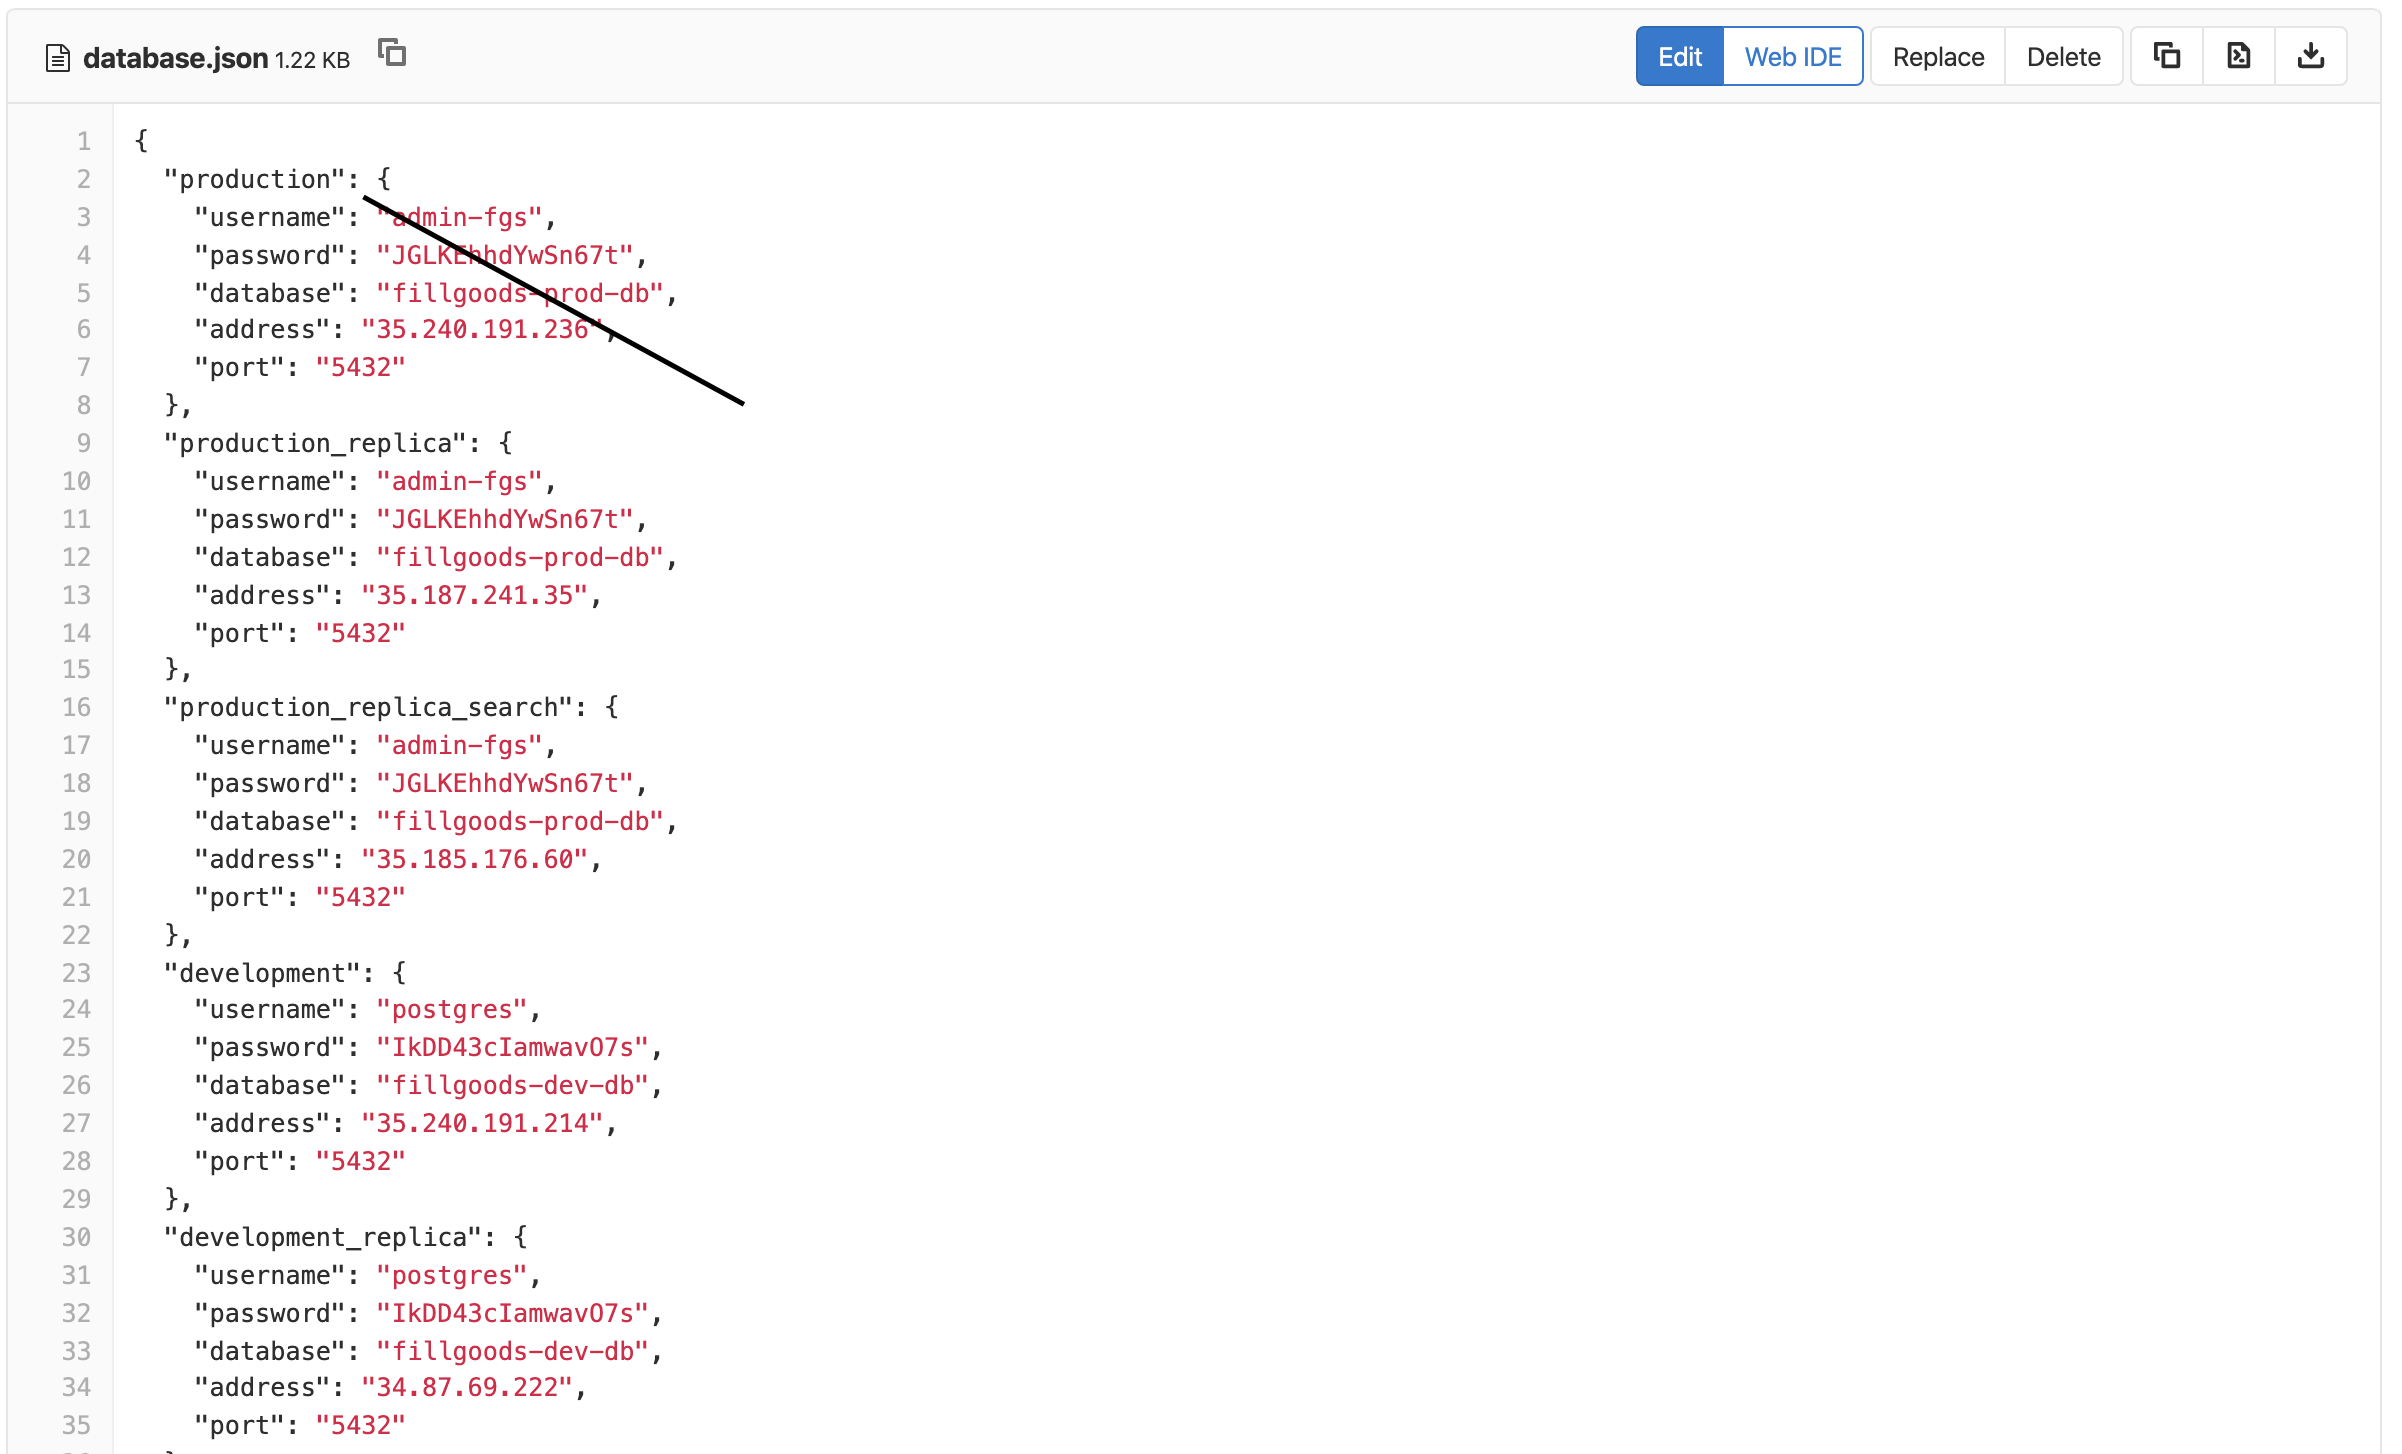 database.json 1.22 KB
Edit Web IDE Replace Delete
1 {
2 "production": {
3 "username": "admin-fgs",
4 "password": "JGLKEhhdYwSn67t",
5 "database": "fillgoods-prod-db",
6 "address": "35.240.191.236",
7 "port": "5432"
8 },
9 "production_replica": {
10 "username": "admin-fgs",
11 "password": "JGLKEhhdYwSn67t",
12 "database": "fillgoods-prod-db",
13 "address": "35.187.241.35",
14 "port": "5432"
15 },
16 "production_replica_search": {
17 "username": "admin-fgs",
18 "password": "JGLKEhhdYwSn67t",
19 "database": "fillgoods-prod-db",
20 "address": "35.185.176.60",
21 "port": "5432"
22 },
23 "development": {
24 "username": "postgres",
25 "password": "IkDD43cIamwavO7s",
26 "database": "fillgoods-dev-db",
27 "address": "35.240.191.214",
28 "port": "5432"
29 },
30 "development_replica": {
31 "username": "postgres",
32 "password": "IkDD43cIamwavO7s",
33 "database": "fillgoods-dev-db",
34 "address": "34.87.69.222",
35 "port": "5432"